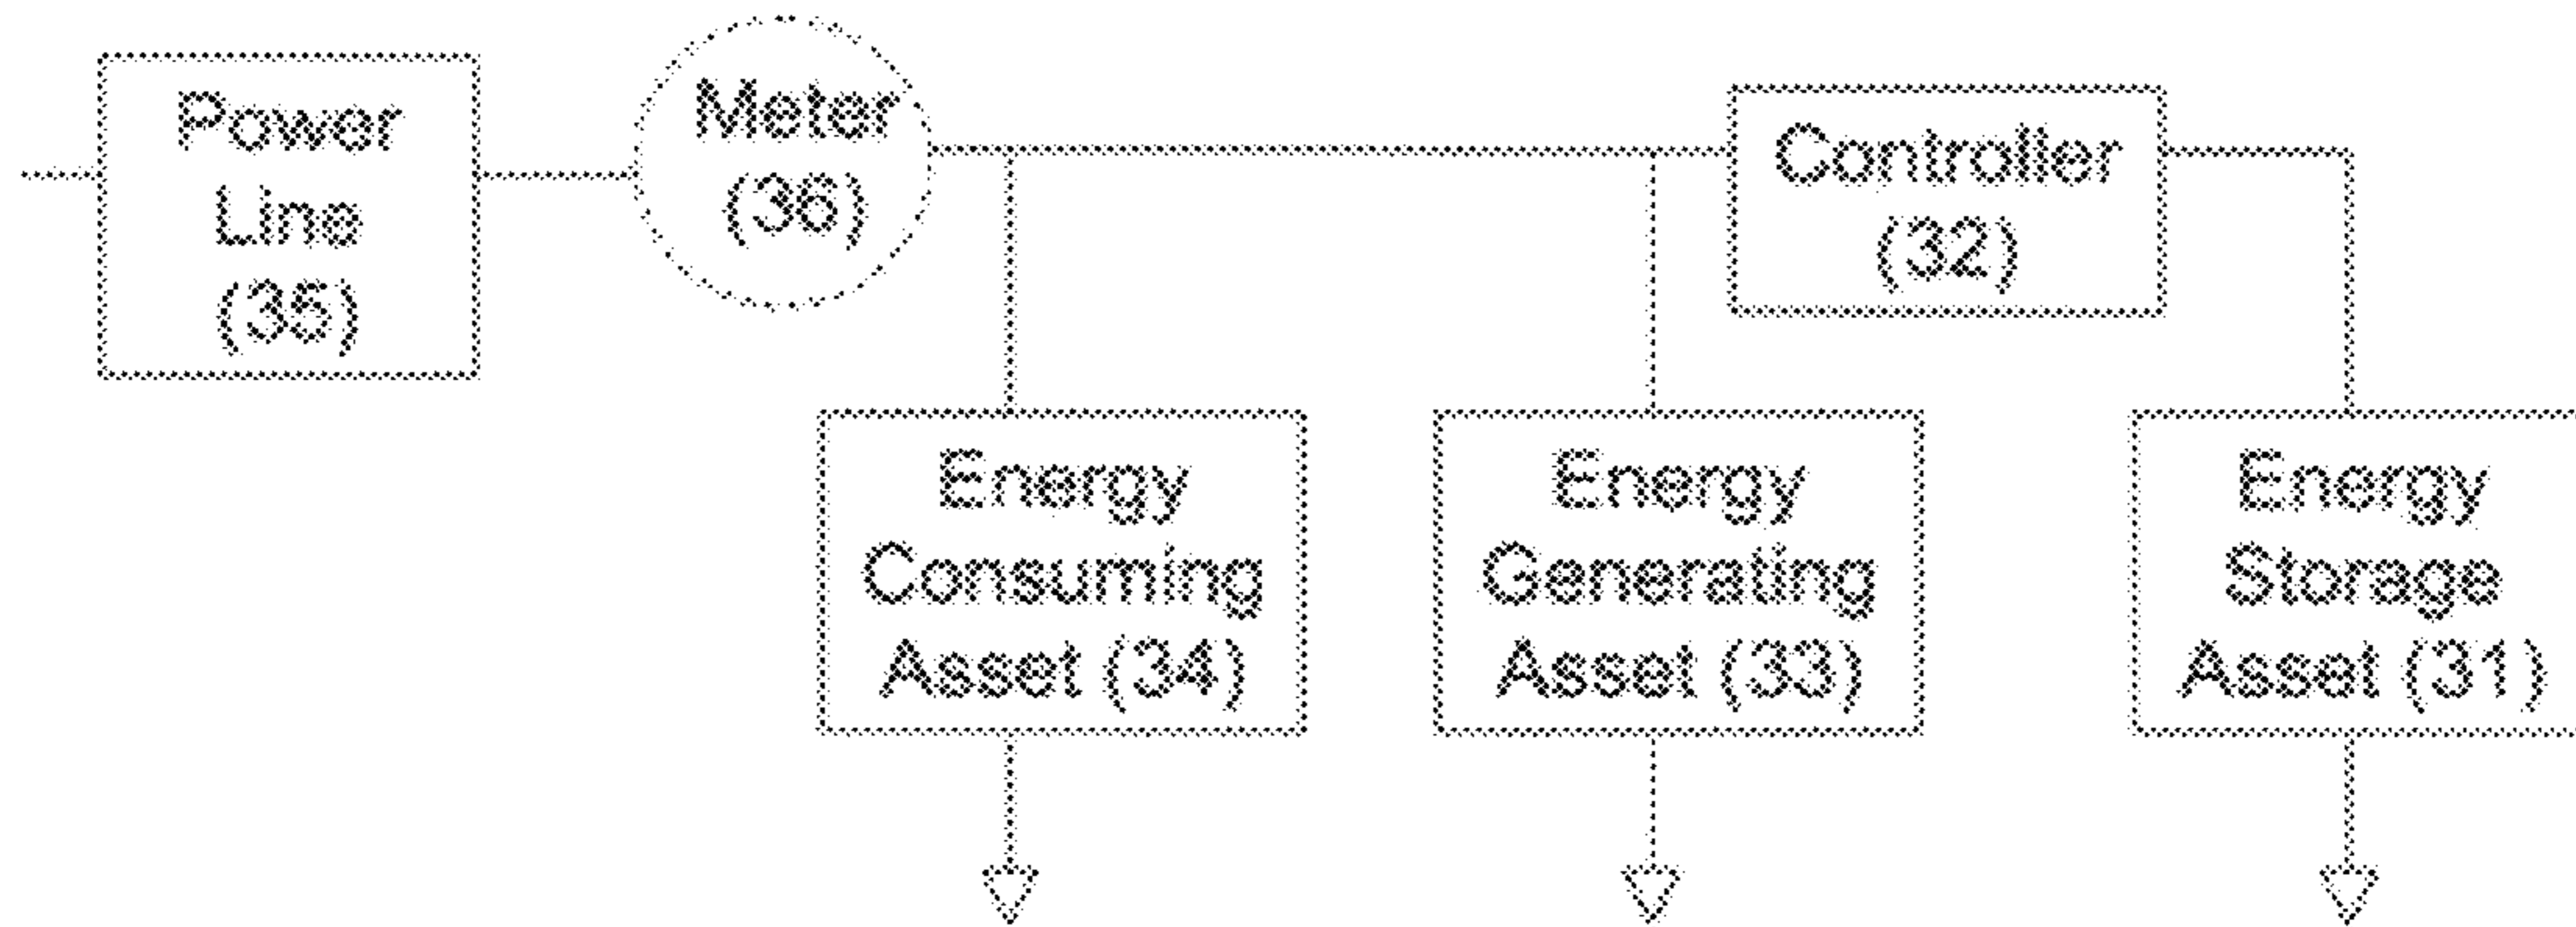 Power
Line
(35)
Meter
(36)
Controller
(32)
Energy
Consuming
Asset (34)
Energy
Generating
Asset (33)
Energy
Storage
Asset (31)